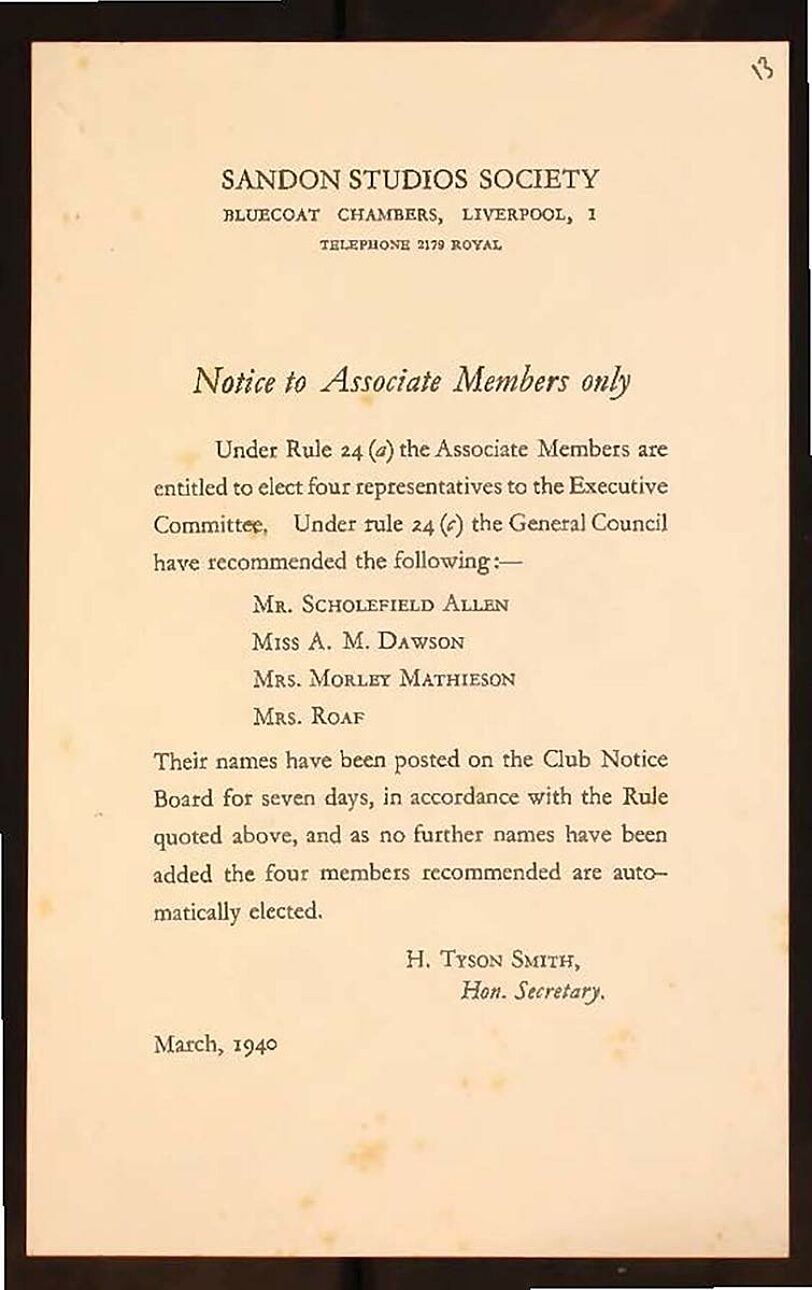 13
SANDON STUDIOS SOCIETY
BLUECOAT CHAMBERS, LIVERPOOL, 1
TELEPHONE 2179 ROYAL
Notice to Associate Members only
Under Rule 24 (a) the Associate Members are
entitled to elect four representatives to the Executive
Committee. Under rule 24 (c) the General Council
have recommended the following:—
Mr. Scholefield Allen
Miss A. M. Dawson
Mrs. Morley Mathieson
Mrs. Roaf
Their names have been posted on the Club Notice
Board for seven days, in accordance with the Rule
quoted above, and as no further names have been
added the four members recommended are auto-
matically elected.
H. Tyson Smith,
Hon. Secretary.
March, 1940